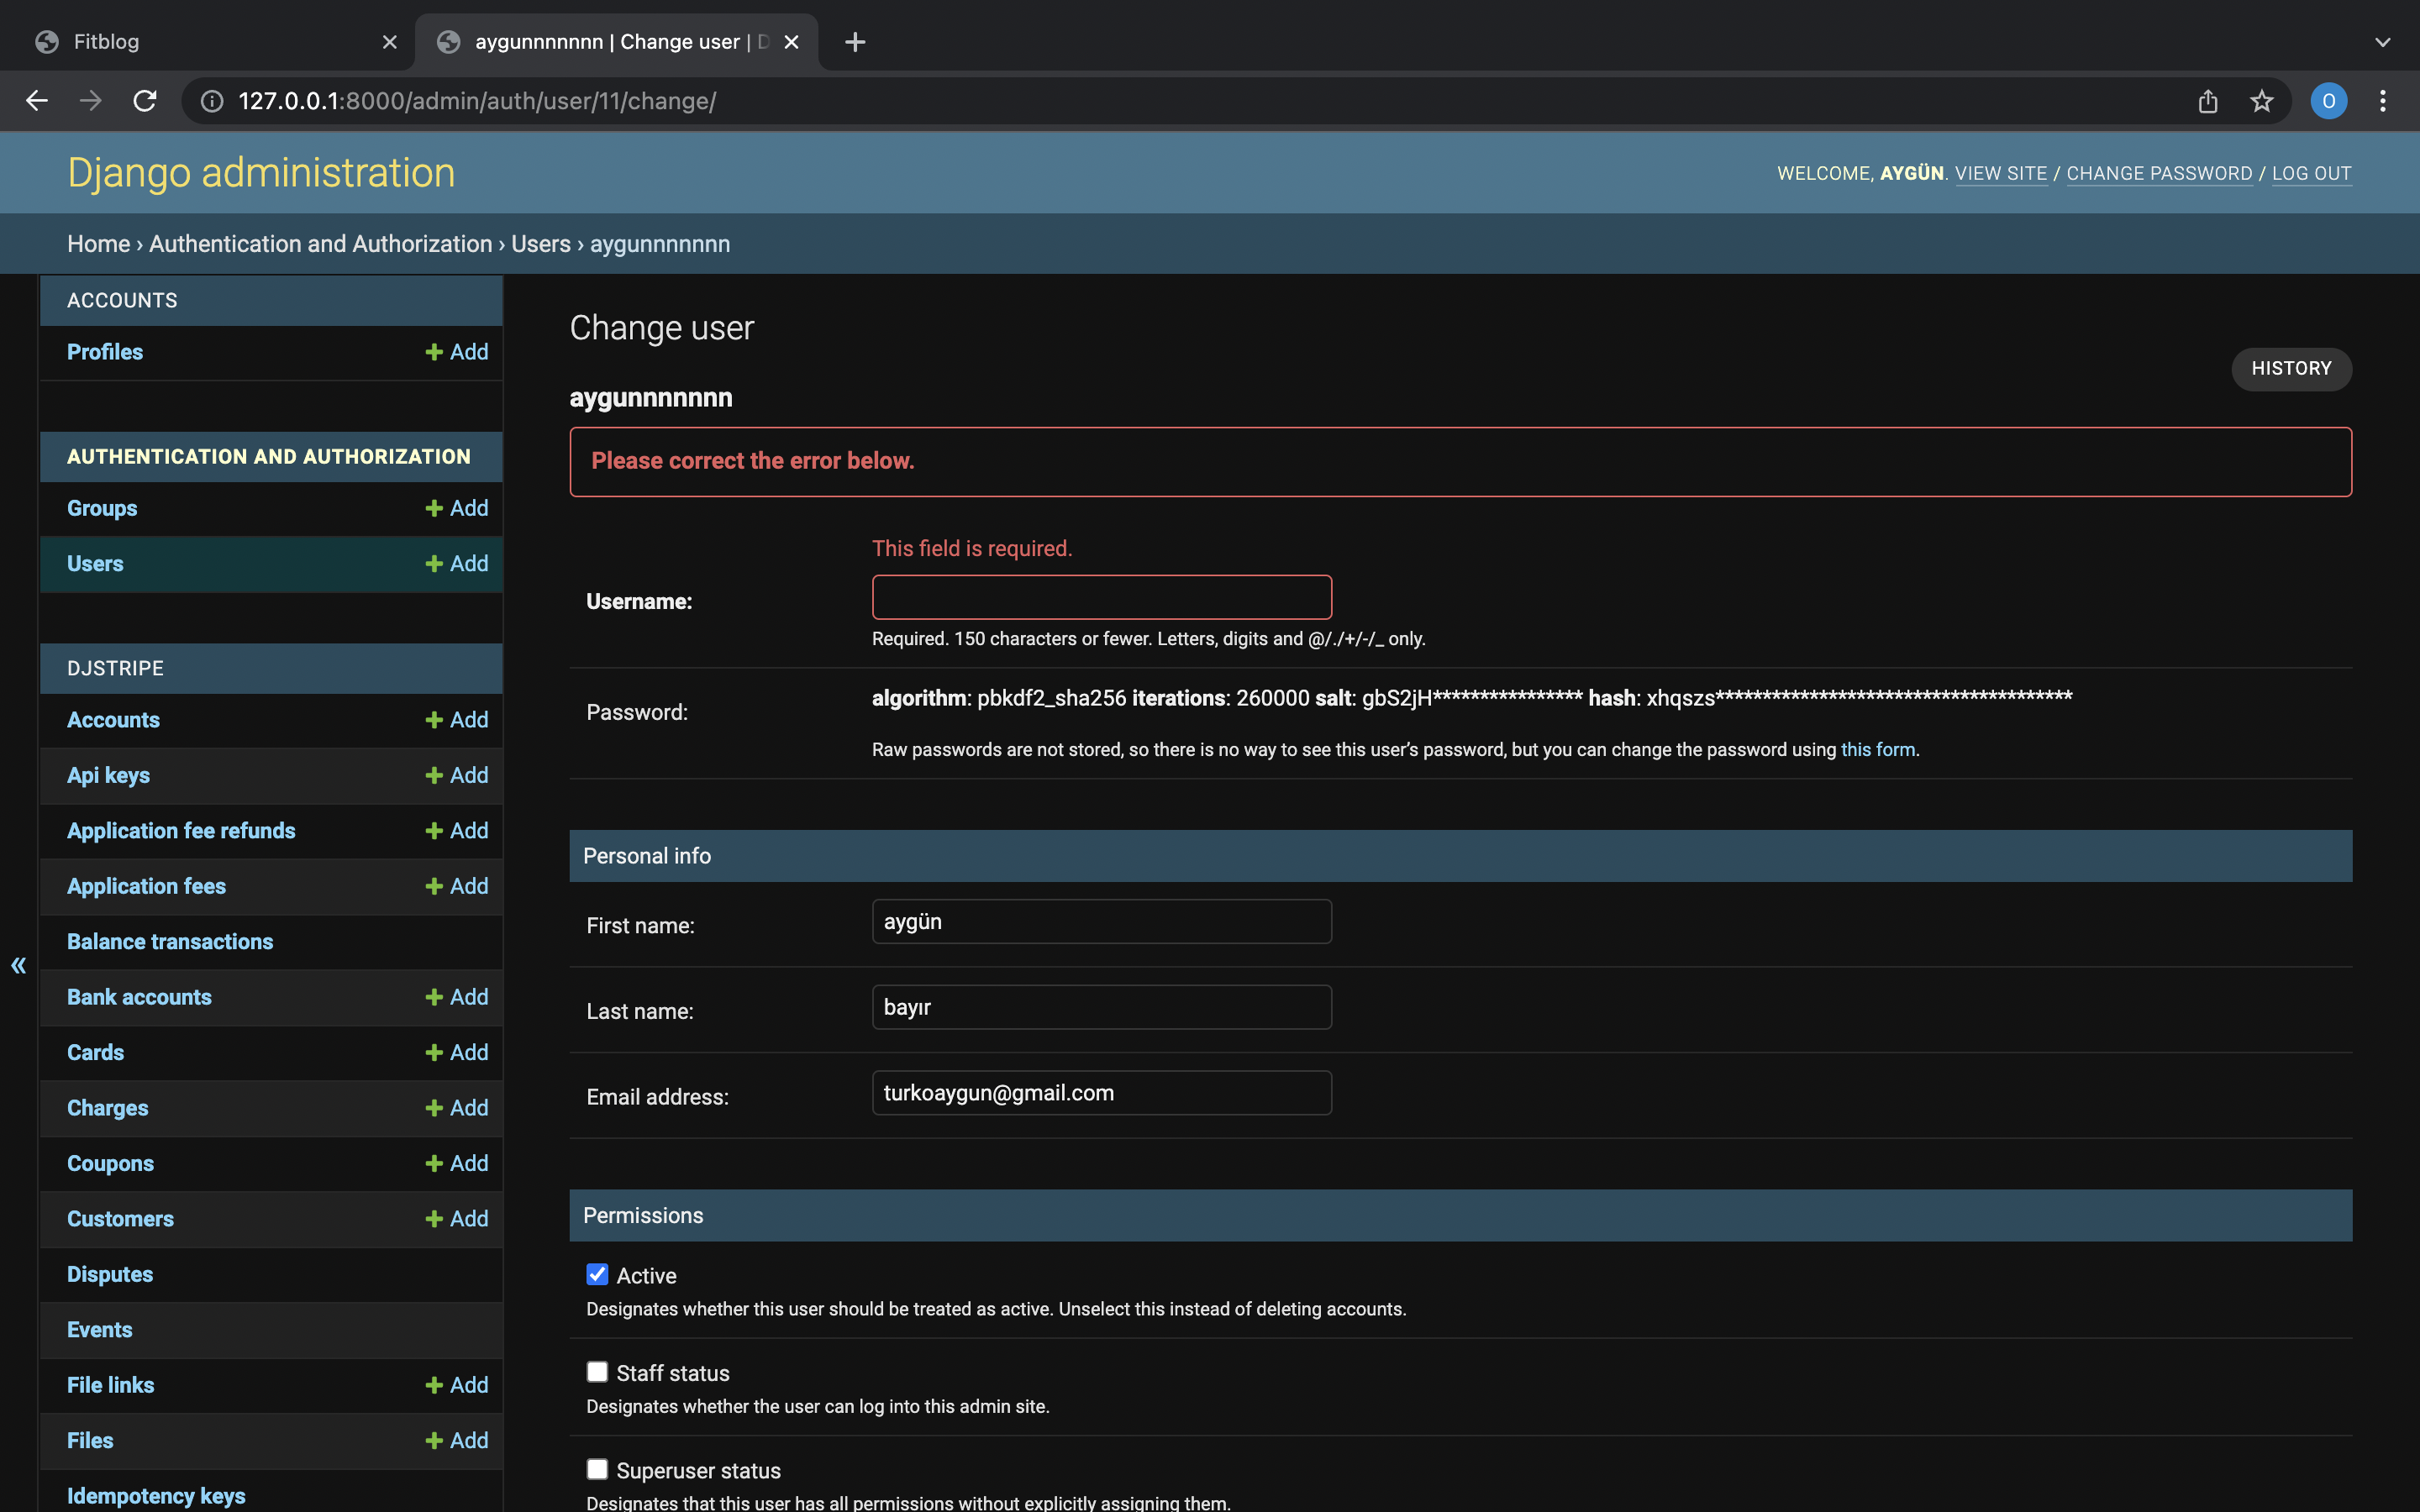 Fitblog
aygunnnnnnn | Change user |
127.0.0.1:8000/admin/auth/user/11/change/
O
Django administration
WELCOME, AYGÜN. VIEW SITE / CHANGE PASSWORD / LOG OUT
Home › Authentication and Authorization › Users › aygunnnnnnn
ACCOUNTS
Profiles + Add
AUTHENTICATION AND AUTHORIZATION
Groups + Add
Users + Add
DJSTRIPE
Accounts + Add
Api keys + Add
Application fee refunds + Add
Application fees + Add
Balance transactions
Bank accounts + Add
Cards + Add
Charges + Add
Coupons + Add
Customers + Add
Disputes
Events
File links + Add
Files + Add
Idempotency keys
«
Change user
HISTORY
aygunnnnnnn
Please correct the error below.
This field is required.
Username:
Required. 150 characters or fewer. Letters, digits and @/./+/-/_ only.
Password:
algorithm: pbkdf2_sha256 iterations: 260000 salt: gbS2jH**************** hash: xhqszs**************************************
Raw passwords are not stored, so there is no way to see this user’s password, but you can change the password using this form.
Personal info
First name: aygün
Last name: bayır
Email address: turkoaygun@gmail.com
Permissions
Active
Designates whether this user should be treated as active. Unselect this instead of deleting accounts.
Staff status
Designates whether the user can log into this admin site.
Superuser status
Designates that this user has all permissions without explicitly assigning them.